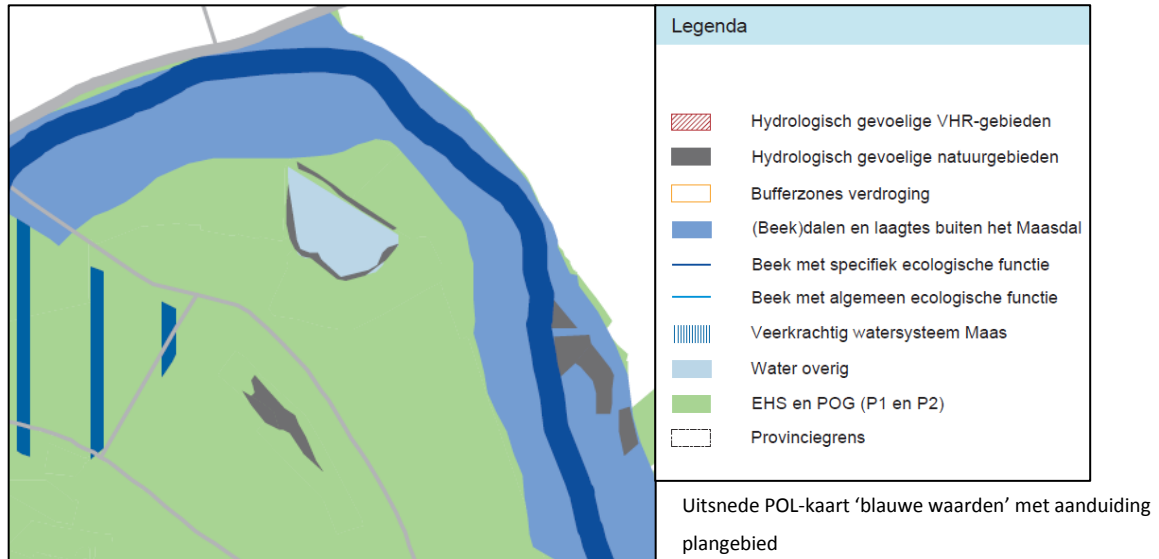 Legenda
Hydrologisch gevoelige VHR-gebieden
Hydrologisch gevoelige natuurgebieden
Bufferzones verdroging
(Beek)dalen en laagtes buiten het Maasdal
Beek met specifiek ecologische functie
Beek met algemeen ecologische functie
Veerkrachtig watersysteem Maas
Water overig
EHS en POG (P1 en P2)
Provinciegrens
Uitsnede POL-kaart ‘blauwe waarden’ met aanduiding
plangebied